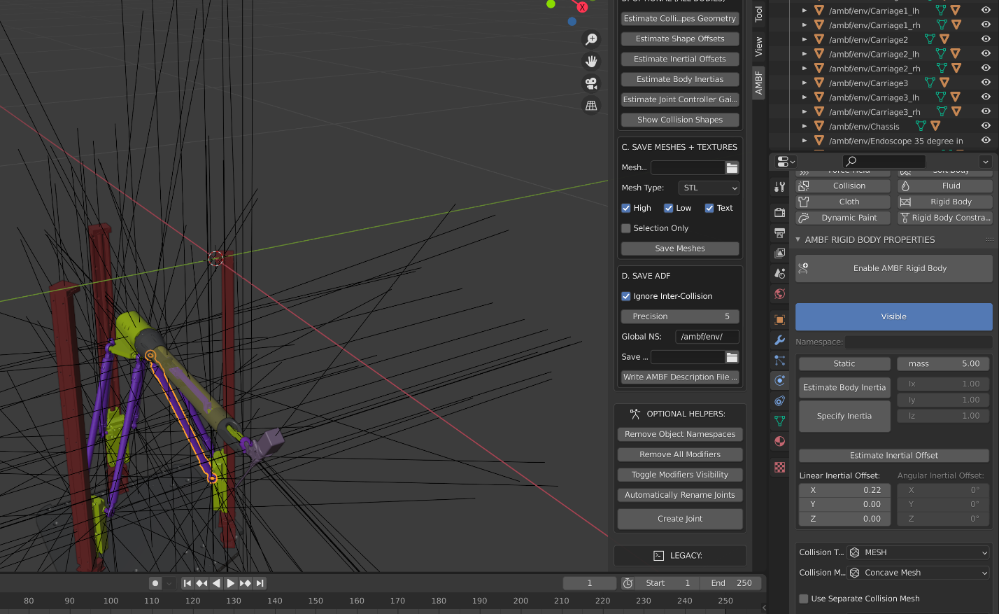 X
Estimate Colli...pes Geometry
Estimate Shape Offsets
Estimate Inertial Offsets
Estimate Body Inertias
Estimate Joint Controller Gai...
Show Collision Shapes
C. SAVE MESHES + TEXTURES
Mesh...
Mesh Type: STL
High Low Text
Selection Only
Save Meshes
D. SAVE ADF
Ignore Inter-Collision
Precision 5
Global NS: /ambf/env/
Save ...
Write AMBF Description File ...
OPTIONAL HELPERS:
Remove Object Namespaces
Remove All Modifiers
Toggle Modifiers Visibility
Automatically Rename Joints
Create Joint
LEGACY:
Tool
View
AMBF
/ambf/env/Carriage1_lh
/ambf/env/Carriage1_rh
/ambf/env/Carriage2
/ambf/env/Carriage2_lh
/ambf/env/Carriage2_rh
/ambf/env/Carriage3
/ambf/env/Carriage3_lh
/ambf/env/Carriage3_rh
/ambf/env/Chassis
/ambf/env/Endoscope 35 degree in
Force Field Soft Body
Collision Fluid
Cloth Rigid Body
Dynamic Paint Rigid Body Constra...
AMBF RIGID BODY PROPERTIES
Enable AMBF Rigid Body
Visible
Namespace:
Static mass 5.00
Estimate Body Inertia
Specify Inertia
Ix 1.00
Iy 1.00
Iz 1.00
Estimate Inertial Offset
Linear Inertial Offset: Angular Inertial Offset:
X 0.22 X 0°
Y 0.00 Y 0°
Z 0.00 Z 0°
Collision T... MESH
Collision M... Concave Mesh
Use Separate Collision Mesh
1 Start 1 End 250
80 90 100 110 120 130 140 150 160 170 180 190 200 210 220 230 240 250